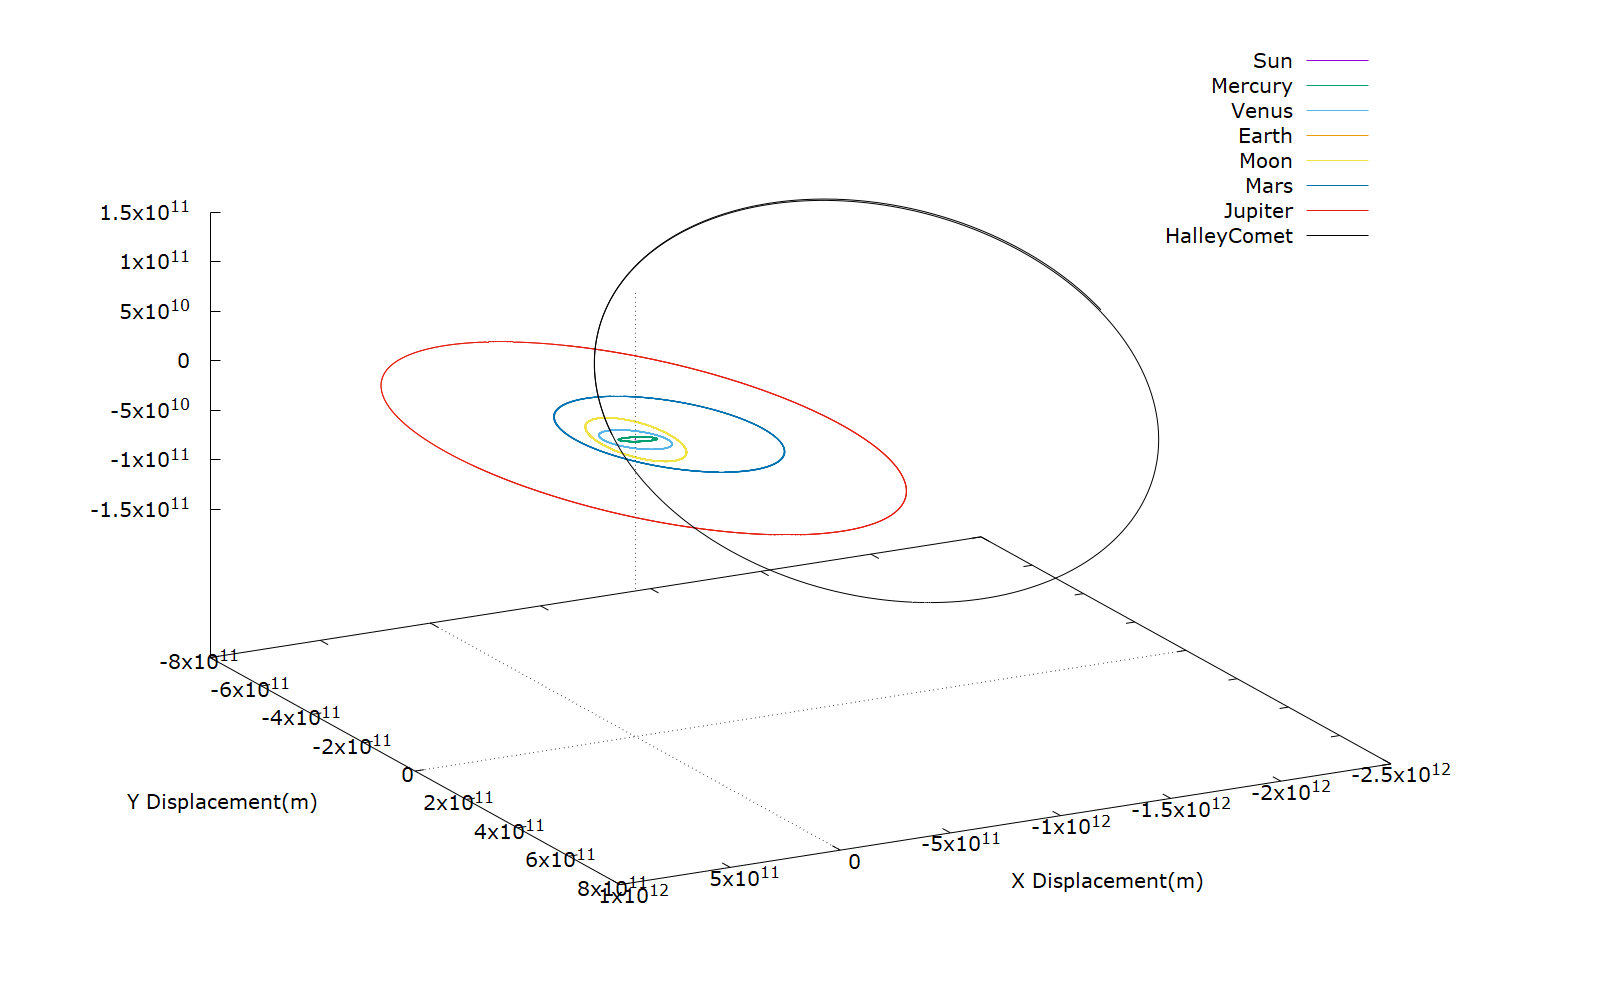 Sun
Mercury
Venus
Earth
Moon
Mars
Jupiter
HalleyComet
1.5x10^11
1x10^11
5x10^10
0
-5x10^10
-1x10^11
-1.5x10^11
-8x10^11
-6x10^11
-4x10^11
-2x10^11
0
2x10^11
4x10^11
6x10^11
8x10^11
Y Displacement(m)
1x10^12
5x10^11
0
-5x10^11
-1x10^12
-1.5x10^12
-2x10^12
-2.5x10^12
X Displacement(m)